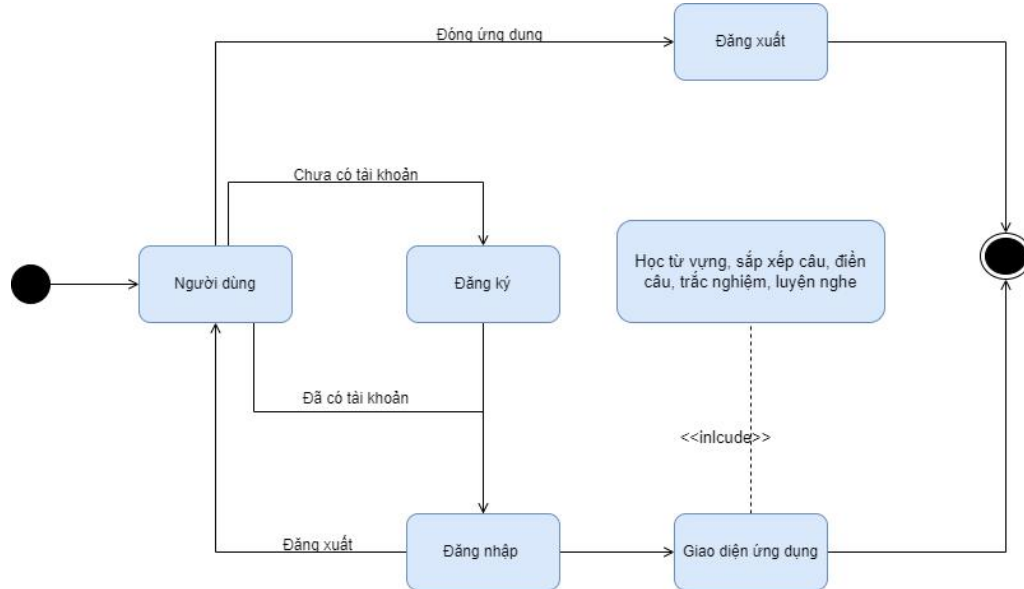 Đóng ứng dung
Đăng xuất
Chưa có tài khoản
Người dùng
Đăng ký
Học từ vựng, sắp xếp câu, điền
câu, trắc nghiệm, luyện nghe
Đã có tài khoản
<<inlcude>>
Đăng xuất
Đăng nhập
Giao diện ứng dụng